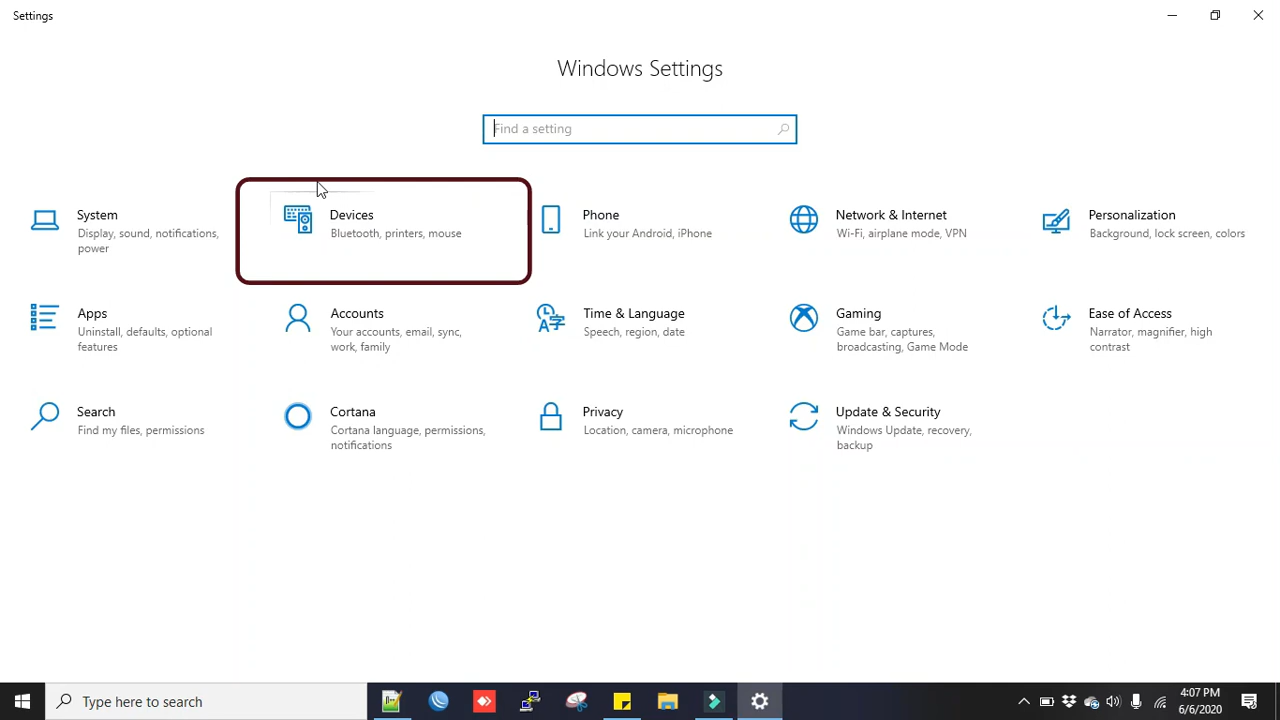 Settings
Windows Settings
Find a setting
System
Display, sound, notifications,
power
Devices
Bluetooth, printers, mouse
Phone
Link your Android, iPhone
Network & Internet
Wi-Fi, airplane mode, VPN
Personalization
Background, lock screen, colors
Apps
Uninstall, defaults, optional
features
Accounts
Your accounts, email, sync,
work, family
Time & Language
Speech, region, date
Gaming
Game bar, captures,
broadcasting, Game Mode
Ease of Access
Narrator, magnifier, high
contrast
Search
Find my files, permissions
Cortana
Cortana language, permissions,
notifications
Privacy
Location, camera, microphone
Update & Security
Windows Update, recovery,
backup
Type here to search
4:07 PM
6/6/2020